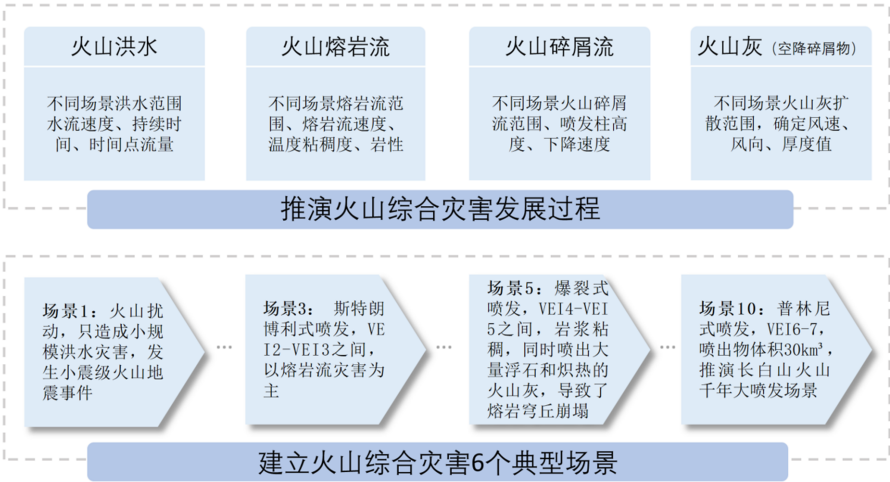 火山洪水
不同场景洪水范围
水流速度、持续时
间、时间点流量
火山熔岩流
不同场景熔岩流范
围、熔岩流速度、
温度粘稠度、岩性
火山碎屑流
不同场景火山碎屑
流范围、喷发柱高
度、下降速度
火山灰（空降碎屑物）
不同场景火山灰扩
散范围，确定风速、
风向、厚度值
推演火山综合灾害发展过程
场景1：火山扰
动，只造成小规
模洪水灾害，发
生小震级火山地
震事件
…
场景3：斯特朗
博利式喷发，VE
I2-VEI3之间，
以熔岩流灾害为
主
…
场景5：爆裂式
喷发，VEI4-VEI
5之间，岩浆粘
稠，同时喷出大
量浮石和炽热的
火山灰，导致了
熔岩穹丘崩塌
…
场景10：普林尼
式喷发，VEI6-7，
喷出物体积30km³，
推演长白山火山
千年大喷发场景
建立火山综合灾害6个典型场景